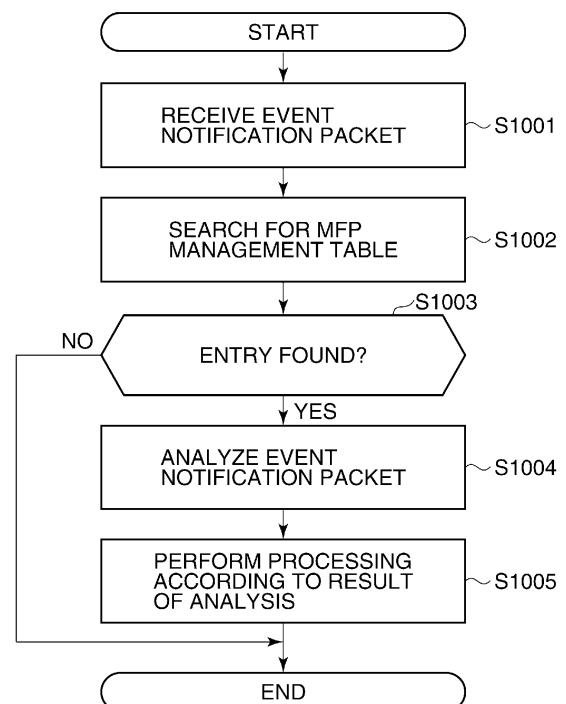 START
RECEIVE EVENT
NOTIFICATION PACKET
S1001
SEARCH FOR MFP
MANAGEMENT TABLE
S1002
S1003
NO
ENTRY FOUND?
YES
ANALYZE EVENT
NOTIFICATION PACKET
S1004
PERFORM PROCESSING
ACCORDING TO RESULT
OF ANALYSIS
S1005
END